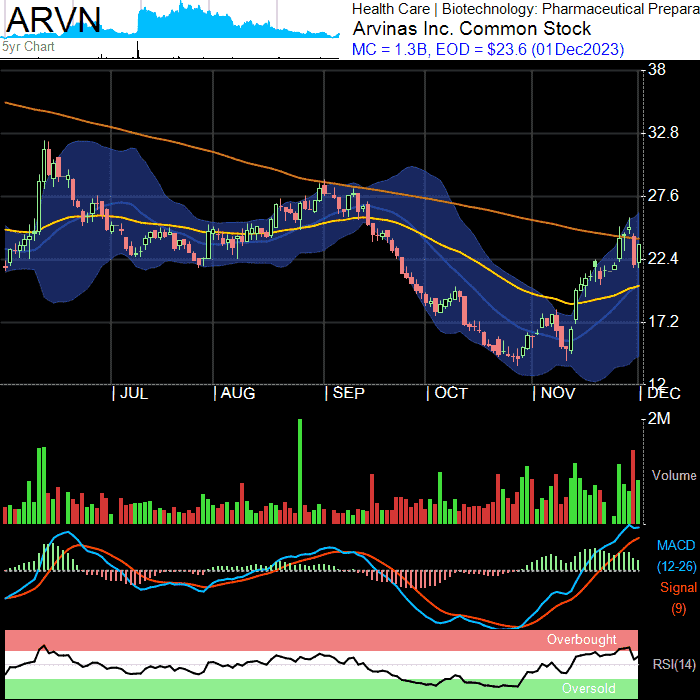 ARVN
5yr Chart
Health Care | Biotechnology: Pharmaceutical Prepara
Arvinas Inc. Common Stock
MC = 1.3B, EOD = $23.6 (01Dec2023)
38
32.8
27.6
22.4
17.2
12
JUL
AUG
SEP
OCT
NOV
DEC
2M
Volume
MACD
(12-26)
Signal
(9)
Overbought
RSI(14)
Oversold